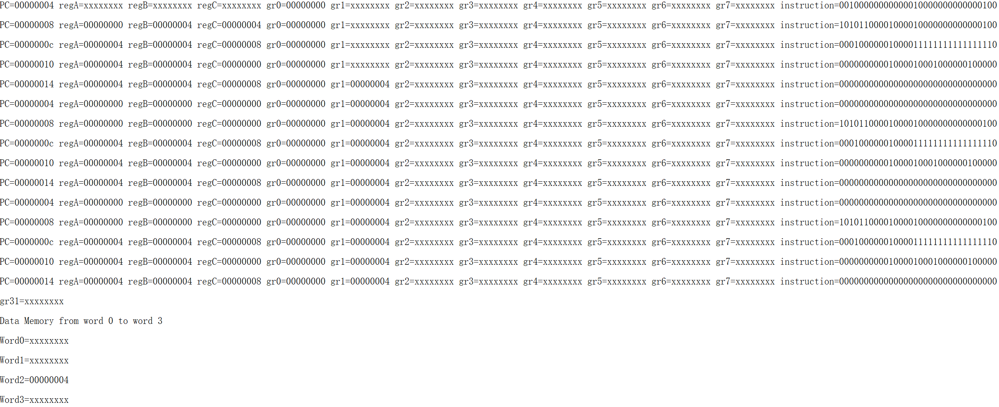 PC=00000004 regA=xxxxxxxx regB=xxxxxxxx regC=xxxxxxxx gr0=00000000 gr1=xxxxxxxx gr2=xxxxxxxx gr3=xxxxxxxx gr4=xxxxxxxx gr5=xxxxxxxx gr6=xxxxxxxx gr7=xxxxxxxx instruction=00100000000000010000000000000100
PC=00000008 regA=00000000 regB=00000004 regC=00000004 gr0=00000000 gr1=xxxxxxxx gr2=xxxxxxxx gr3=xxxxxxxx gr4=xxxxxxxx gr5=xxxxxxxx gr6=xxxxxxxx gr7=xxxxxxxx instruction=10101100001000010000000000000100
PC=0000000c regA=00000004 regB=00000004 regC=00000008 gr0=00000000 gr1=xxxxxxxx gr2=xxxxxxxx gr3=xxxxxxxx gr4=xxxxxxxx gr5=xxxxxxxx gr6=xxxxxxxx gr7=xxxxxxxx instruction=00010000001000011111111111111110
PC=00000010 regA=00000004 regB=00000004 regC=00000000 gr0=00000000 gr1=xxxxxxxx gr2=xxxxxxxx gr3=xxxxxxxx gr4=xxxxxxxx gr5=xxxxxxxx gr6=xxxxxxxx gr7=xxxxxxxx instruction=00000000001000010001000000100000
PC=00000014 regA=00000004 regB=00000004 regC=00000008 gr0=00000000 gr1=00000004 gr2=xxxxxxxx gr3=xxxxxxxx gr4=xxxxxxxx gr5=xxxxxxxx gr6=xxxxxxxx gr7=xxxxxxxx instruction=00000000000000000000000000000000
PC=00000004 regA=00000000 regB=00000000 regC=00000000 gr0=00000000 gr1=00000004 gr2=xxxxxxxx gr3=xxxxxxxx gr4=xxxxxxxx gr5=xxxxxxxx gr6=xxxxxxxx gr7=xxxxxxxx instruction=00000000000000000000000000000000
PC=00000008 regA=00000000 regB=00000000 regC=00000000 gr0=00000000 gr1=00000004 gr2=xxxxxxxx gr3=xxxxxxxx gr4=xxxxxxxx gr5=xxxxxxxx gr6=xxxxxxxx gr7=xxxxxxxx instruction=10101100001000010000000000000100
PC=0000000c regA=00000004 regB=00000004 regC=00000008 gr0=00000000 gr1=00000004 gr2=xxxxxxxx gr3=xxxxxxxx gr4=xxxxxxxx gr5=xxxxxxxx gr6=xxxxxxxx gr7=xxxxxxxx instruction=00010000001000011111111111111110
PC=00000010 regA=00000004 regB=00000004 regC=00000000 gr0=00000000 gr1=00000004 gr2=xxxxxxxx gr3=xxxxxxxx gr4=xxxxxxxx gr5=xxxxxxxx gr6=xxxxxxxx gr7=xxxxxxxx instruction=00000000001000010001000000100000
PC=00000014 regA=00000004 regB=00000004 regC=00000008 gr0=00000000 gr1=00000004 gr2=xxxxxxxx gr3=xxxxxxxx gr4=xxxxxxxx gr5=xxxxxxxx gr6=xxxxxxxx gr7=xxxxxxxx instruction=00000000000000000000000000000000
PC=00000004 regA=00000000 regB=00000000 regC=00000000 gr0=00000000 gr1=00000004 gr2=xxxxxxxx gr3=xxxxxxxx gr4=xxxxxxxx gr5=xxxxxxxx gr6=xxxxxxxx gr7=xxxxxxxx instruction=00000000000000000000000000000000
PC=00000008 regA=00000000 regB=00000000 regC=00000000 gr0=00000000 gr1=00000004 gr2=xxxxxxxx gr3=xxxxxxxx gr4=xxxxxxxx gr5=xxxxxxxx gr6=xxxxxxxx gr7=xxxxxxxx instruction=10101100001000010000000000000100
PC=0000000c regA=00000004 regB=00000004 regC=00000008 gr0=00000000 gr1=00000004 gr2=xxxxxxxx gr3=xxxxxxxx gr4=xxxxxxxx gr5=xxxxxxxx gr6=xxxxxxxx gr7=xxxxxxxx instruction=00010000001000011111111111111110
PC=00000010 regA=00000004 regB=00000004 regC=00000000 gr0=00000000 gr1=00000004 gr2=xxxxxxxx gr3=xxxxxxxx gr4=xxxxxxxx gr5=xxxxxxxx gr6=xxxxxxxx gr7=xxxxxxxx instruction=00000000001000010001000000100000
PC=00000014 regA=00000004 regB=00000004 regC=00000008 gr0=00000000 gr1=00000004 gr2=xxxxxxxx gr3=xxxxxxxx gr4=xxxxxxxx gr5=xxxxxxxx gr6=xxxxxxxx gr7=xxxxxxxx instruction=00000000000000000000000000000000
gr31=xxxxxxxx
Data Memory from word 0 to word 3
Word0=xxxxxxxx
Word1=xxxxxxxx
Word2=00000004
Word3=xxxxxxxx